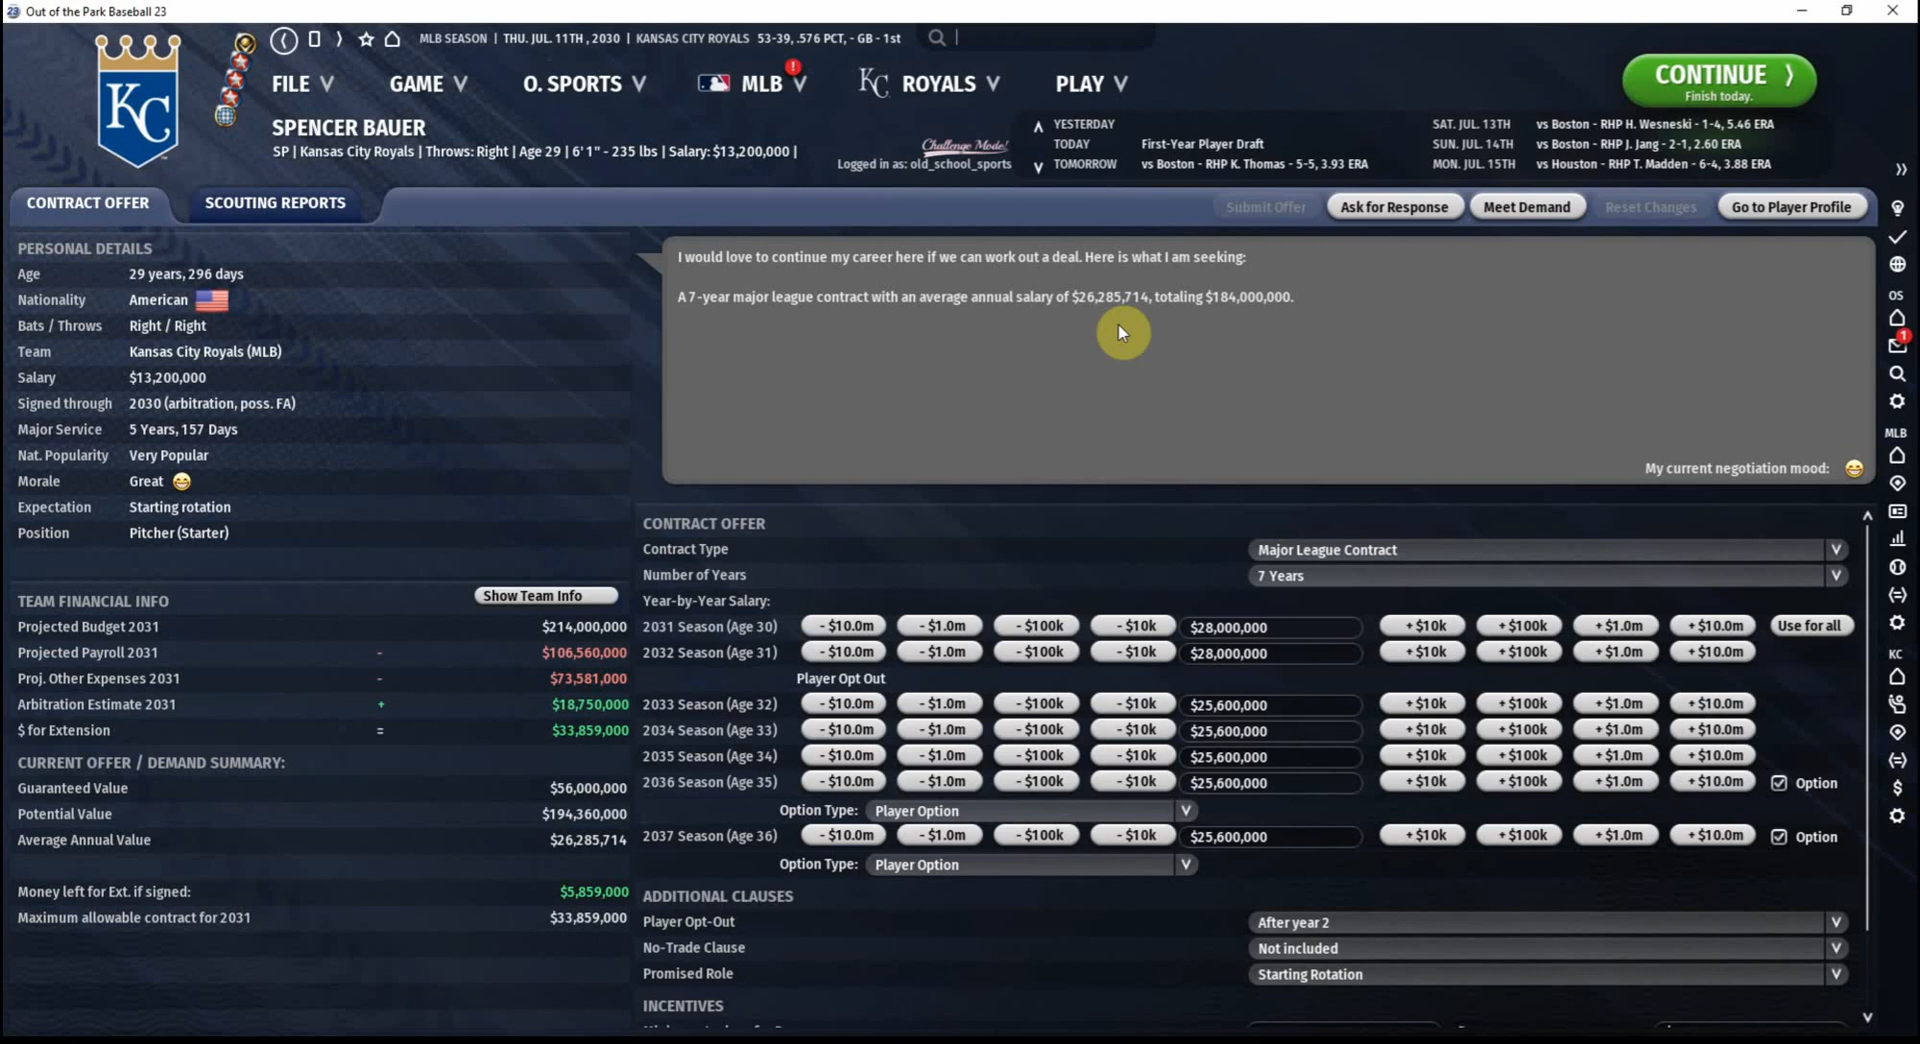 Out of the Park Baseball 23
MLB SEASON | THU. JUL. 11TH , 2030 | KANSAS CITY ROYALS 53-39, .576 PCT, - GB - 1st
FILE GAME O. SPORTS MLB ROYALS PLAY
CONTINUE
Finish today.
SPENCER BAUER
SP | Kansas City Royals | Throws: Right | Age 29 | 6' 1" - 235 lbs | Salary: $13,200,000 |
Challenge Mode!
Logged in as: old_school_sports
YESTERDAY
TODAY First-Year Player Draft
TOMORROW vs Boston - RHP K. Thomas - 5-5, 3.93 ERA
SAT. JUL. 13TH vs Boston - RHP H. Wesneski - 1-4, 5.46 ERA
SUN. JUL. 14TH vs Boston - RHP J. Jang - 2-1, 2.60 ERA
MON. JUL. 15TH vs Houston - RHP T. Madden - 6-4, 3.88 ERA
CONTRACT OFFER SCOUTING REPORTS
Submit Offer Ask for Response Meet Demand Reset Changes Go to Player Profile
PERSONAL DETAILS
Age 29 years, 296 days
Nationality American
Bats / Throws Right / Right
Team Kansas City Royals (MLB)
Salary $13,200,000
Signed through 2030 (arbitration, poss. FA)
Major Service 5 Years, 157 Days
Nat. Popularity Very Popular
Morale Great
Expectation Starting rotation
Position Pitcher (Starter)
I would love to continue my career here if we can work out a deal. Here is what I am seeking:
A 7-year major league contract with an average annual salary of $26,285,714, totaling $184,000,000.
My current negotiation mood:
TEAM FINANCIAL INFO Show Team Info
Projected Budget 2031 $214,000,000
Projected Payroll 2031 - $106,560,000
Proj. Other Expenses 2031 - $73,581,000
Arbitration Estimate 2031 + $18,750,000
$ for Extension = $33,859,000
CURRENT OFFER / DEMAND SUMMARY:
Guaranteed Value $56,000,000
Potential Value $194,360,000
Average Annual Value $26,285,714
Money left for Ext. if signed: $5,859,000
Maximum allowable contract for 2031 $33,859,000
CONTRACT OFFER
Contract Type Major League Contract
Number of Years 7 Years
Year-by-Year Salary:
2031 Season (Age 30) - $10.0m - $1.0m - $100k - $10k $28,000,000 + $10k + $100k + $1.0m + $10.0m Use for all
2032 Season (Age 31) - $10.0m - $1.0m - $100k - $10k $28,000,000 + $10k + $100k + $1.0m + $10.0m
Player Opt Out
2033 Season (Age 32) - $10.0m - $1.0m - $100k - $10k $25,600,000 + $10k + $100k + $1.0m + $10.0m
2034 Season (Age 33) - $10.0m - $1.0m - $100k - $10k $25,600,000 + $10k + $100k + $1.0m + $10.0m
2035 Season (Age 34) - $10.0m - $1.0m - $100k - $10k $25,600,000 + $10k + $100k + $1.0m + $10.0m
2036 Season (Age 35) - $10.0m - $1.0m - $100k - $10k $25,600,000 + $10k + $100k + $1.0m + $10.0m Option
Option Type: Player Option
2037 Season (Age 36) - $10.0m - $1.0m - $100k - $10k $25,600,000 + $10k + $100k + $1.0m + $10.0m Option
Option Type: Player Option
ADDITIONAL CLAUSES
Player Opt-Out After year 2
No-Trade Clause Not included
Promised Role Starting Rotation
INCENTIVES
OS
1
MLB
KC